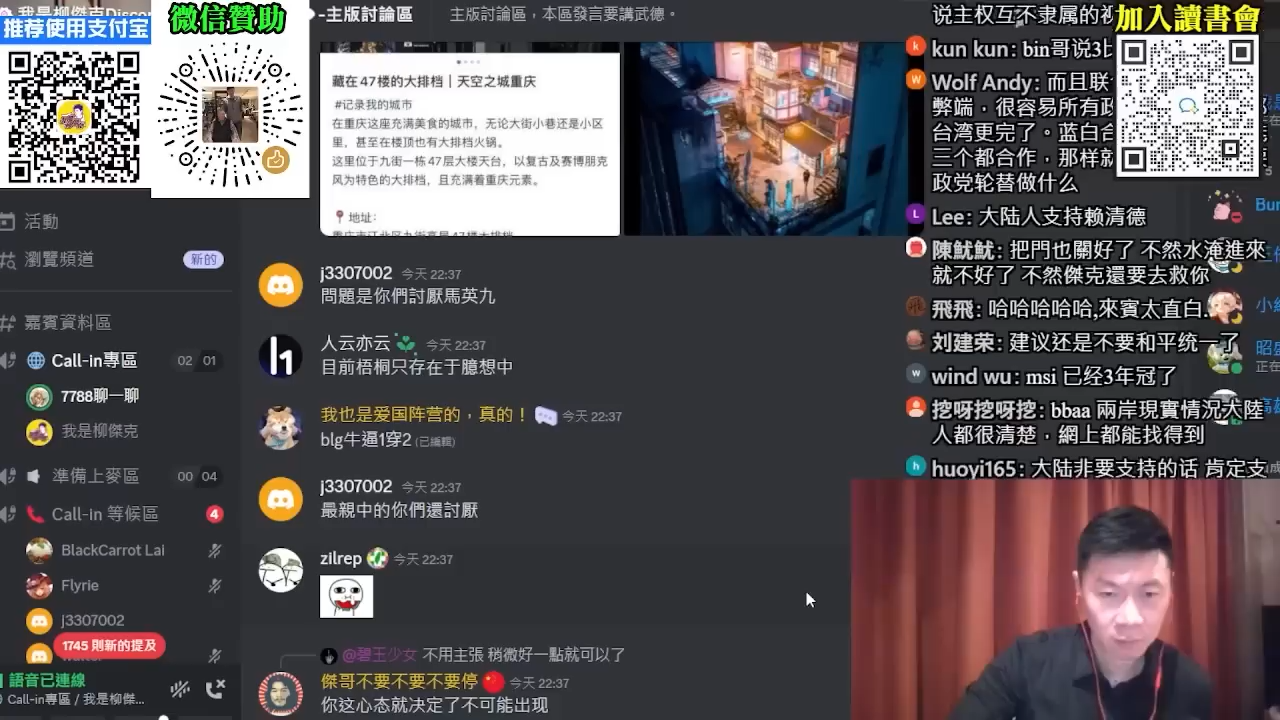 推荐使用支付宝
微信贊助
-主版討論區
主版討論區，本區發言要講武德。
加入讀書會
活動
瀏覽頻道
新的
嘉賓資料區
Call-in專區
02 01
7788聊一聊
我是柳傑克
準備上麥區
00 04
Call-in 等候區
4
BlackCarrot Lai
Flyrie
j3307002
1745 則新的提及
語音已連線
Call-in專區 / 我是柳傑...
藏在47楼的大排档｜天空之城重庆
#记录我的城市
在重庆这座充满美食的城市，无论大街小巷还是小区
里，甚至在楼顶也有大排档火锅。
这里位于九街一栋47层大楼天台，以复古及赛博朋克
风为特色的大排档，且充满着重庆元素。
地址：
j3307002 今天 22:37
問題是你們討厭馬英九
人云亦云 今天 22:37
目前梧桐只存在于臆想中
我也是爱国阵营的，真的！ 今天 22:37
blg牛逼1穿2 (已編輯)
j3307002 今天 22:37
最親中的你們還討厭
zilrep 今天 22:37
@碧王少女 不用主張 稍微好一點就可以了
傑哥不要不要不要停 今天 22:37
你这心态就决定了不可能出现
说主权互不隶属的
kun kun: bin哥说3比
Wolf Andy: 而且联
弊端，很容易所有政
台湾更完了。蓝白合
三个都合作，那样就
政党轮替做什么
Lee: 大陆人支持赖清德
陳魷魷: 把門也關好了 不然水淹進來
就不好了 不然傑克還要去救你
飛飛: 哈哈哈哈哈,來賓太直白.
刘建荣: 建议还是不要和平统一了
wind wu: msi 已经3年冠了
挖呀挖呀挖: bbaa 兩岸現實情況大陸
人都很清楚，網上都能找得到
huoyi165: 大陆非要支持的话 肯定支